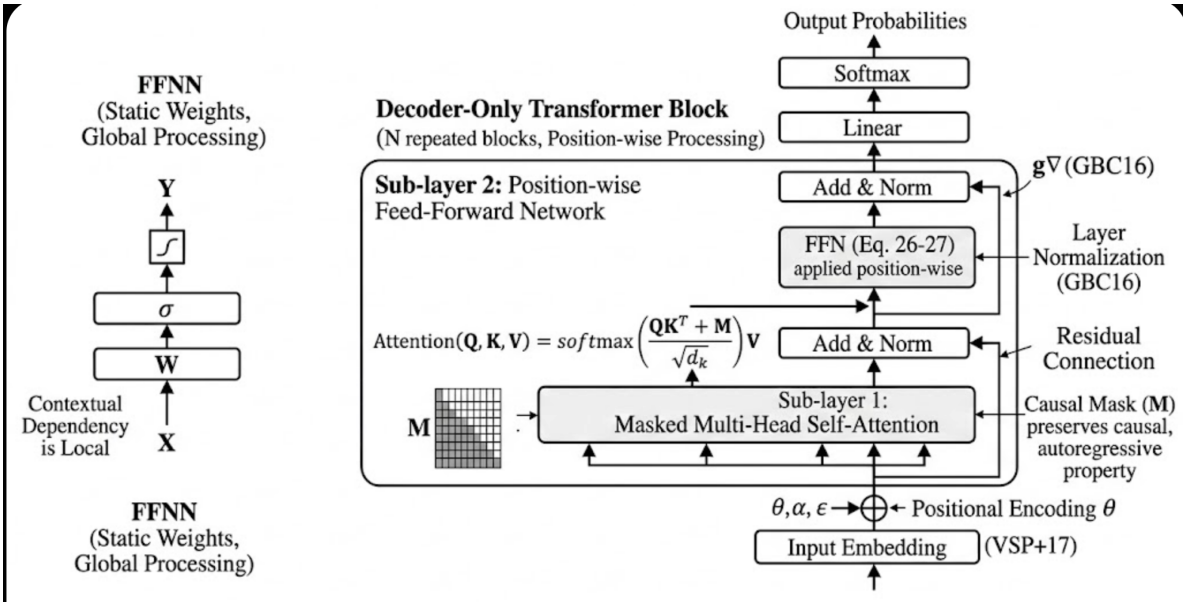 FFNN
(Static Weights,
Global Processing)
Y
σ
W
Contextual
Dependency
is Local
X
FFNN
(Static Weights,
Global Processing)
Output Probabilities
Softmax
Linear
Decoder-Only Transformer Block
(N repeated blocks, Position-wise Processing)
Sub-layer 2: Position-wise
Feed-Forward Network
Add & Norm
g∇ (GBC16)
FFN (Eq. 26-27)
applied position-wise
Layer
Normalization
(GBC16)
Attention(Q, K, V) = softmax((QK^T + M)/√d_k)V
Add & Norm
Residual
Connection
M
Sub-layer 1:
Masked Multi-Head Self-Attention
Causal Mask (M)
preserves causal,
autoregressive
property
θ, α, ϵ
Positional Encoding θ
Input Embedding
(VSP+17)